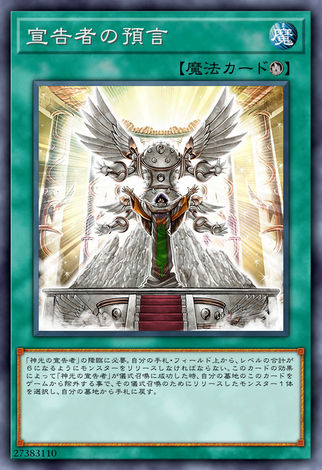 宣告者の預言
魔
【魔法カード】
「神光の宣告者」の降臨に必要。自分の手札・フィールド上から、レベルの合計が
6になるようにモンスターをリリースしなければならない。このカードの効果
によって「神光の宣告者」が儀式召喚に成功した時、自分の墓地のこのカードを
ゲームから除外する事で、その儀式召喚のためにリリースしたモンスター1体
を選択し、自分の墓地から手札に戻す。
27383110